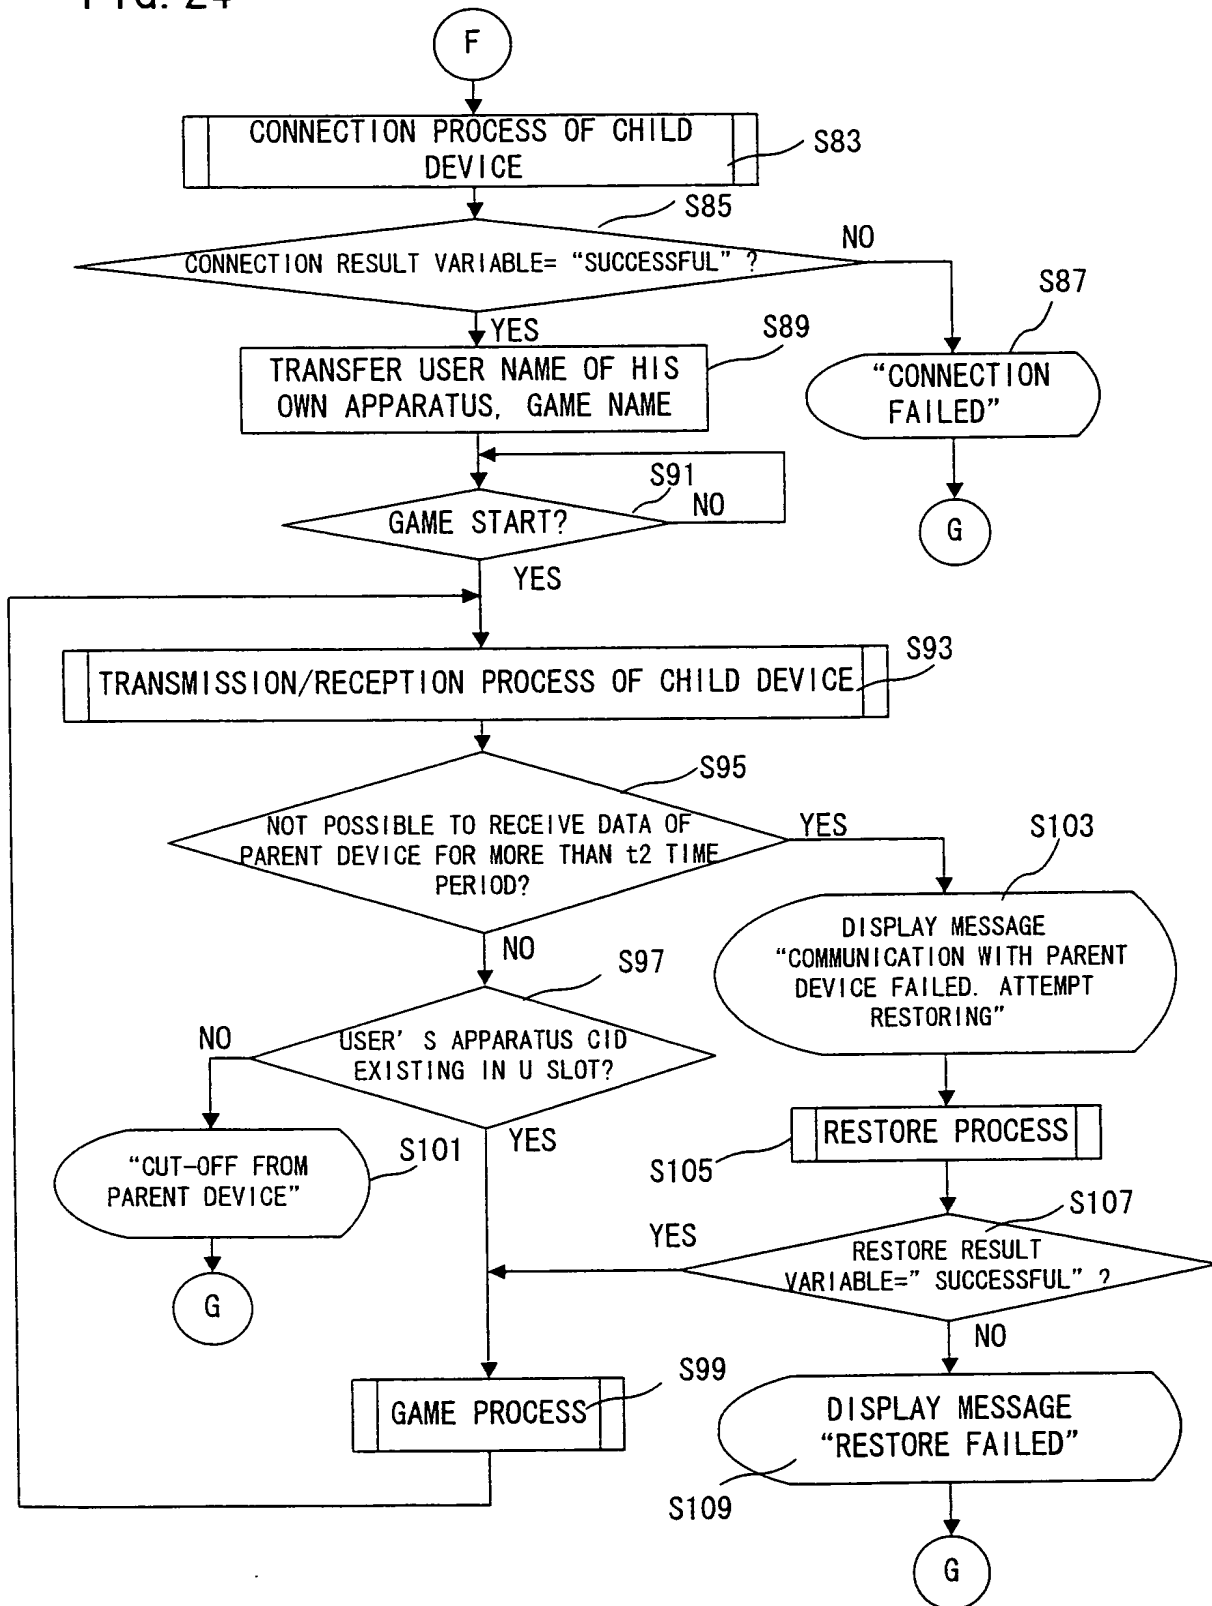 FIG. 24
F
CONNECTION PROCESS OF CHILD
DEVICE
S83
S85
CONNECTION RESULT VARIABLE= “SUCCESSFUL” ?
NO
YES
S87
“CONNECTION
FAILED”
G
S89
TRANSFER USER NAME OF HIS
OWN APPARATUS, GAME NAME
S91
GAME START?
NO
YES
TRANSMISSION/RECEPTION PROCESS OF CHILD DEVICE
S93
S95
NOT POSSIBLE TO RECEIVE DATA OF
PARENT DEVICE FOR MORE THAN t2 TIME
PERIOD?
YES
NO
S103
DISPLAY MESSAGE
“COMMUNICATION WITH PARENT
DEVICE FAILED. ATTEMPT
RESTORING”
S97
USER’ S APPARATUS CID
EXISTING IN U SLOT?
NO
YES
S101
“CUT-OFF FROM
PARENT DEVICE”
G
RESTORE PROCESS
S105
S107
RESTORE RESULT
VARIABLE=” SUCCESSFUL” ?
YES
NO
S99
GAME PROCESS
DISPLAY MESSAGE
“RESTORE FAILED”
S109
G